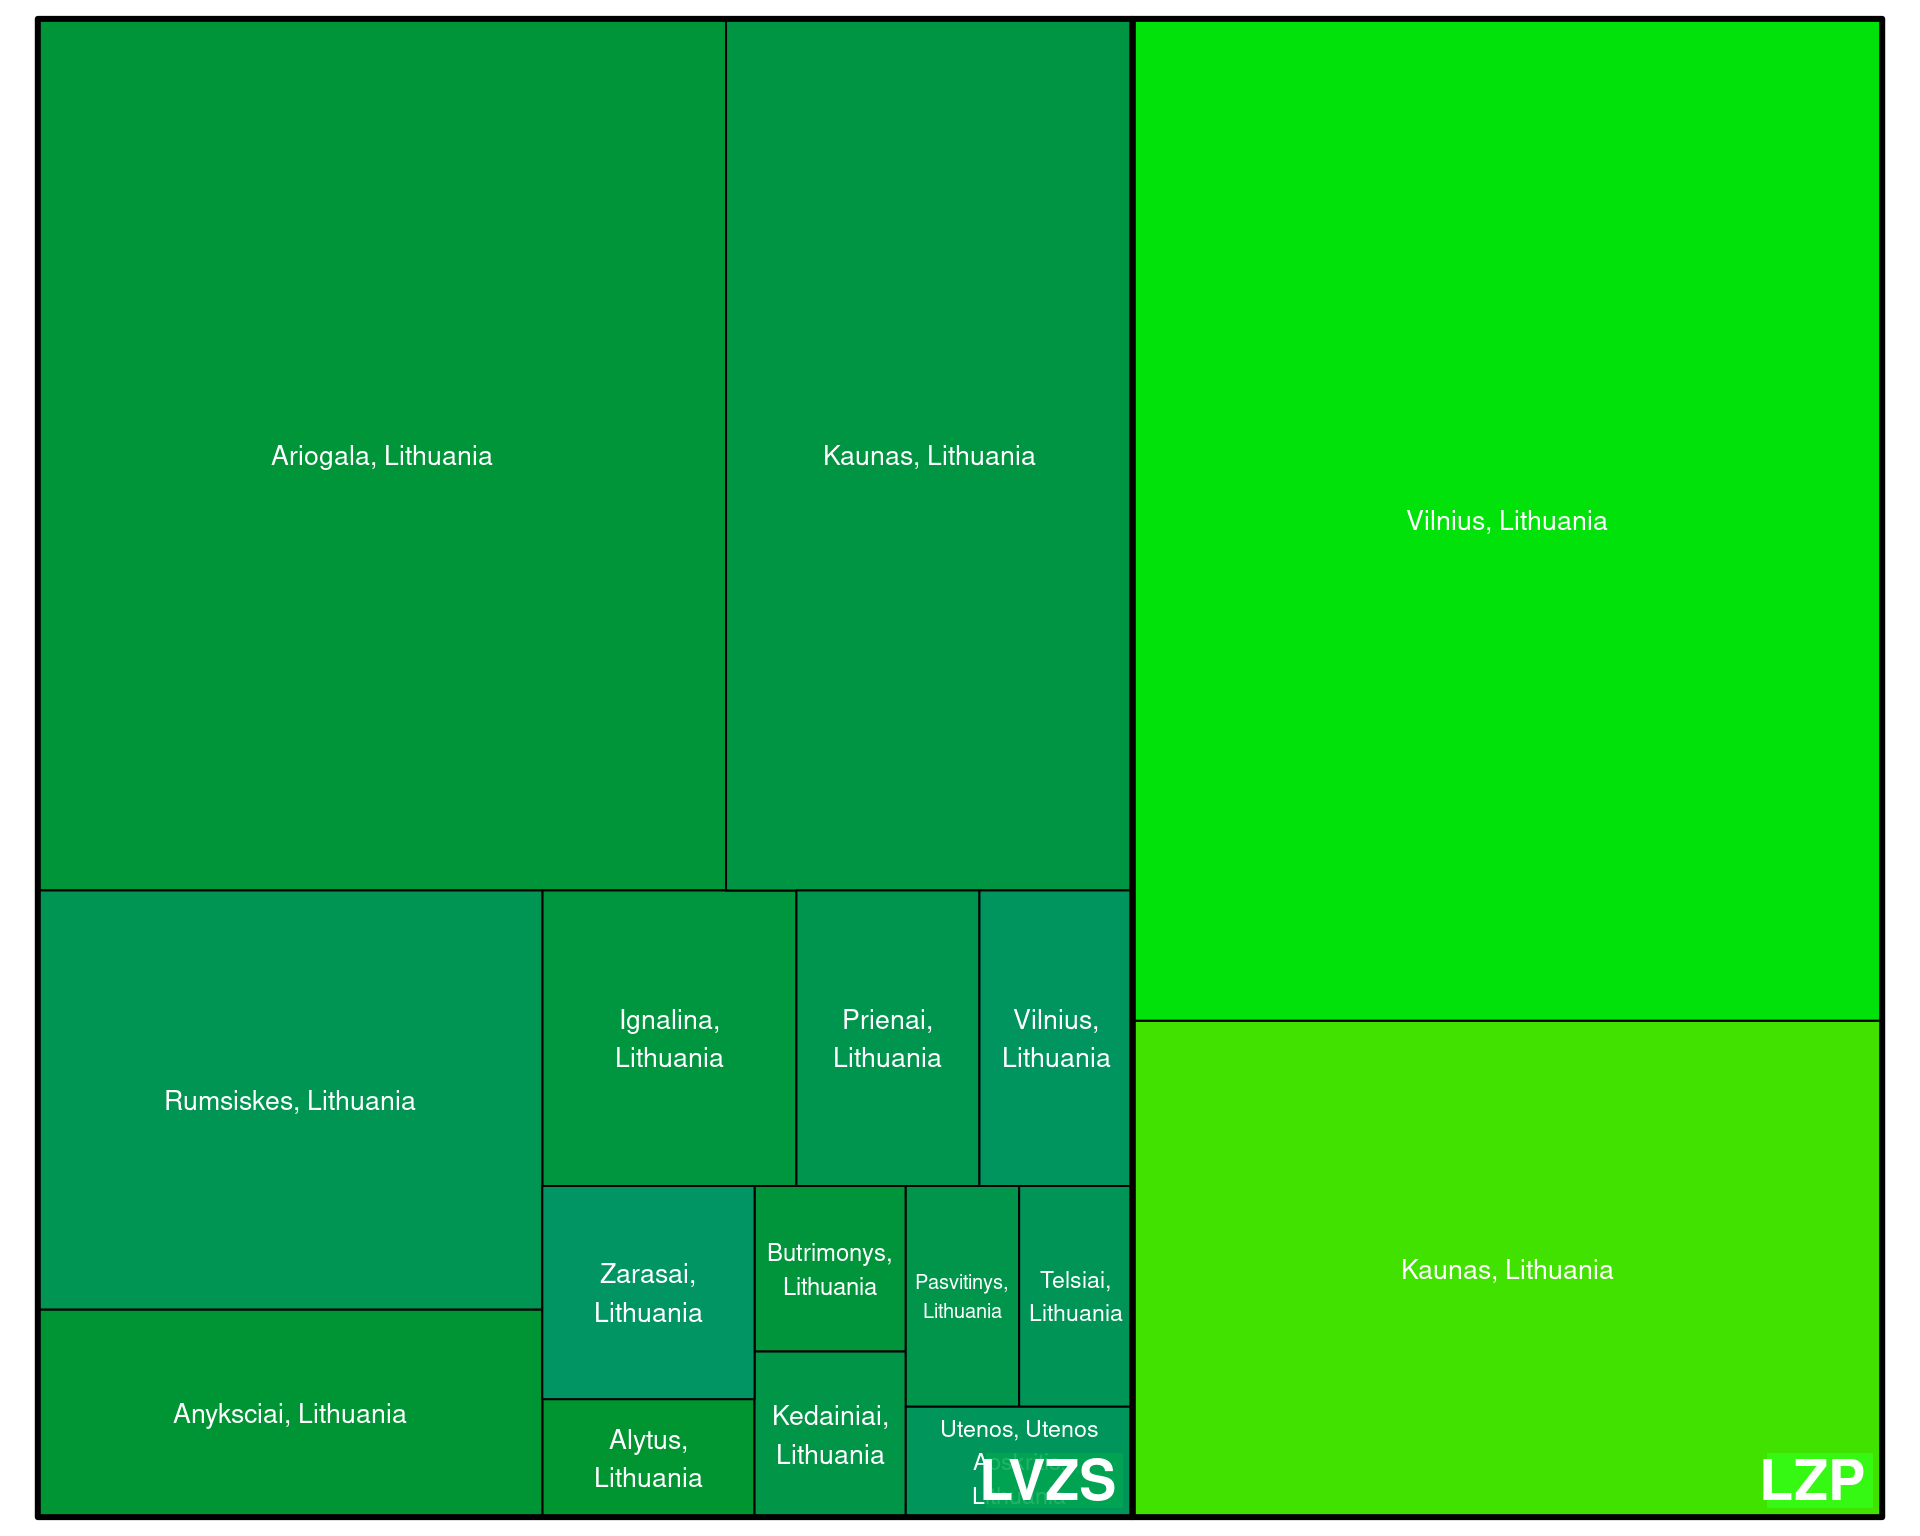 Ariogala, Lithuania
Kaunas, Lithuania
Vilnius, Lithuania
Rumsiskes, Lithuania
Ignalina,
Lithuania
Prienai,
Lithuania
Vilnius,
Lithuania
Zarasai,
Lithuania
Butrimonys,
Lithuania
Pasvitinys,
Lithuania
Telsiai,
Lithuania
Kaunas, Lithuania
Anyksciai, Lithuania
Alytus,
Lithuania
Kedainiai,
Lithuania
Utenos, Utenos
Lithuania
LVZS
LZP